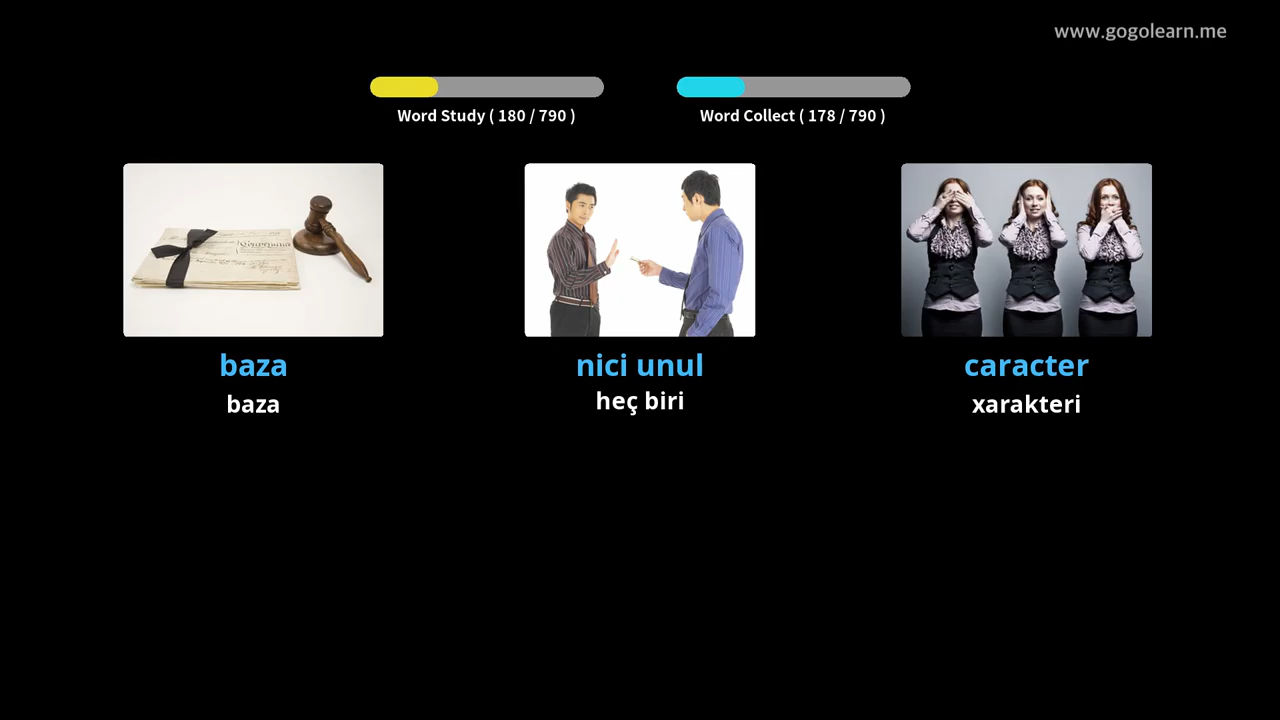 www.gogolearn.me
Word Study ( 180 / 790 )
Word Collect ( 178 / 790 )
baza
baza
nici unul
heç biri
caracter
xarakteri